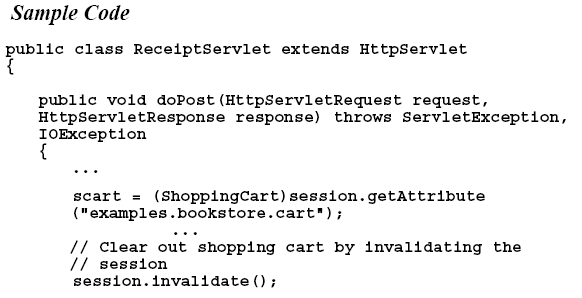 Sample Code
public class ReceiptServlet extends HttpServlet
{
public void doPost(HttpServletRequest request,
HttpServletResponse response) throws ServletException,
IOException
{
...
scart = (ShoppingCart)session.getAttribute
("examples.bookstore.cart");
...
// Clear out shopping cart by invalidating the
// session
session.invalidate();